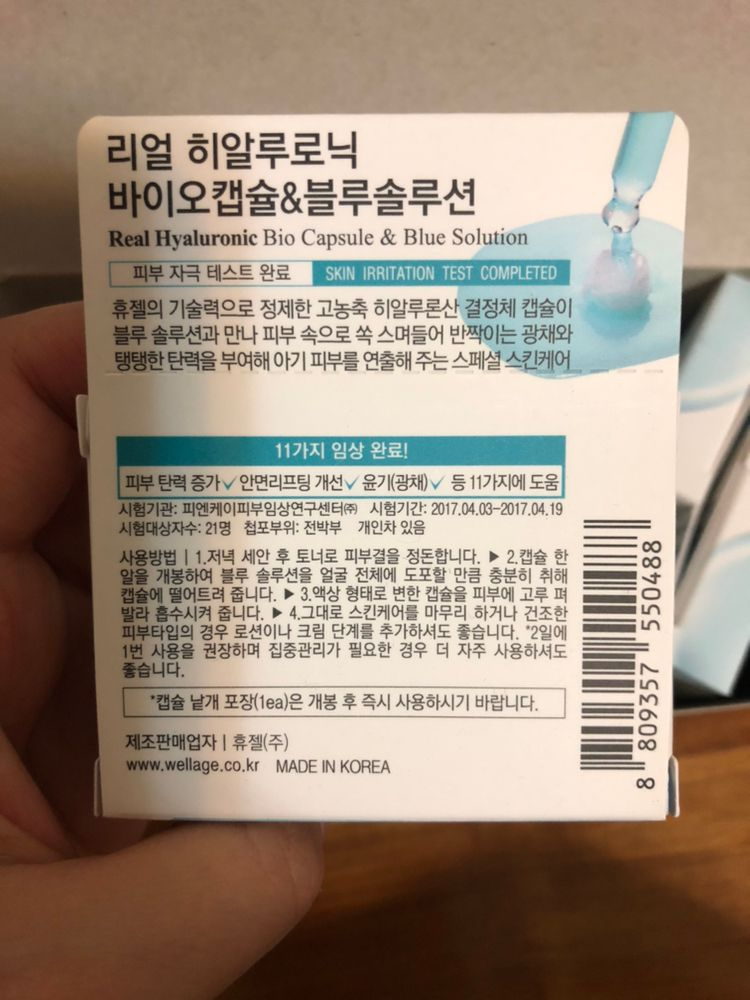 리얼 히알루로닉
바이오캡슐&블루솔루션
Real Hyaluronic Bio Capsule & Blue Solution
피부 자극 테스트 완료 SKIN IRRITATION TEST COMPLETED
휴젤의 기술력으로 정제한 고농축 히알루론산 결정체 캡슐이
블루 솔루션과 만나 피부 속으로 쏙 스며들어 반짝이는 광채와
탱탱한 탄력을 부여해 아기 피부를 연출해 주는 스페셜 스킨케어
11가지 임상 완료!
피부 탄력 증가✓ 안면리프팅 개선✓ 윤기(광채)✓ 등 11가지에 도움
시험기관: 피엔케이피부임상연구센타㈜ 시험기간: 2017.04.03-2017.04.19
시험대상자수: 21명 첩포부위: 전박부 개인차 있음
사용방법 | 1.저녁 세안 후 토너로 피부결을 정돈합니다. ▶ 2.캡슐 한
알을 개봉하여 블루 솔루션을 얼굴 전체에 도포할 만큼 충분히 취해
캡슐에 떨어트려 줍니다. ▶ 3.액상 형태로 변한 캡슐을 피부에 고루 펴
발라 흡수시켜 줍니다. ▶ 4.그대로 스킨케어를 마무리 하거나 건조한
피부타입의 경우 로션이나 크림 단계를 추가하셔도 좋습니다. *2일에
1번 사용을 권장하며 집중관리가 필요한 경우 더 자주 사용하셔도
좋습니다.
*캡슐 낱개 포장(1ea)은 개봉 후 즉시 사용하시기 바랍니다.
제조판매업자 | 휴젤(주)
www.wellage.co.kr MADE IN KOREA
8 809357 550488